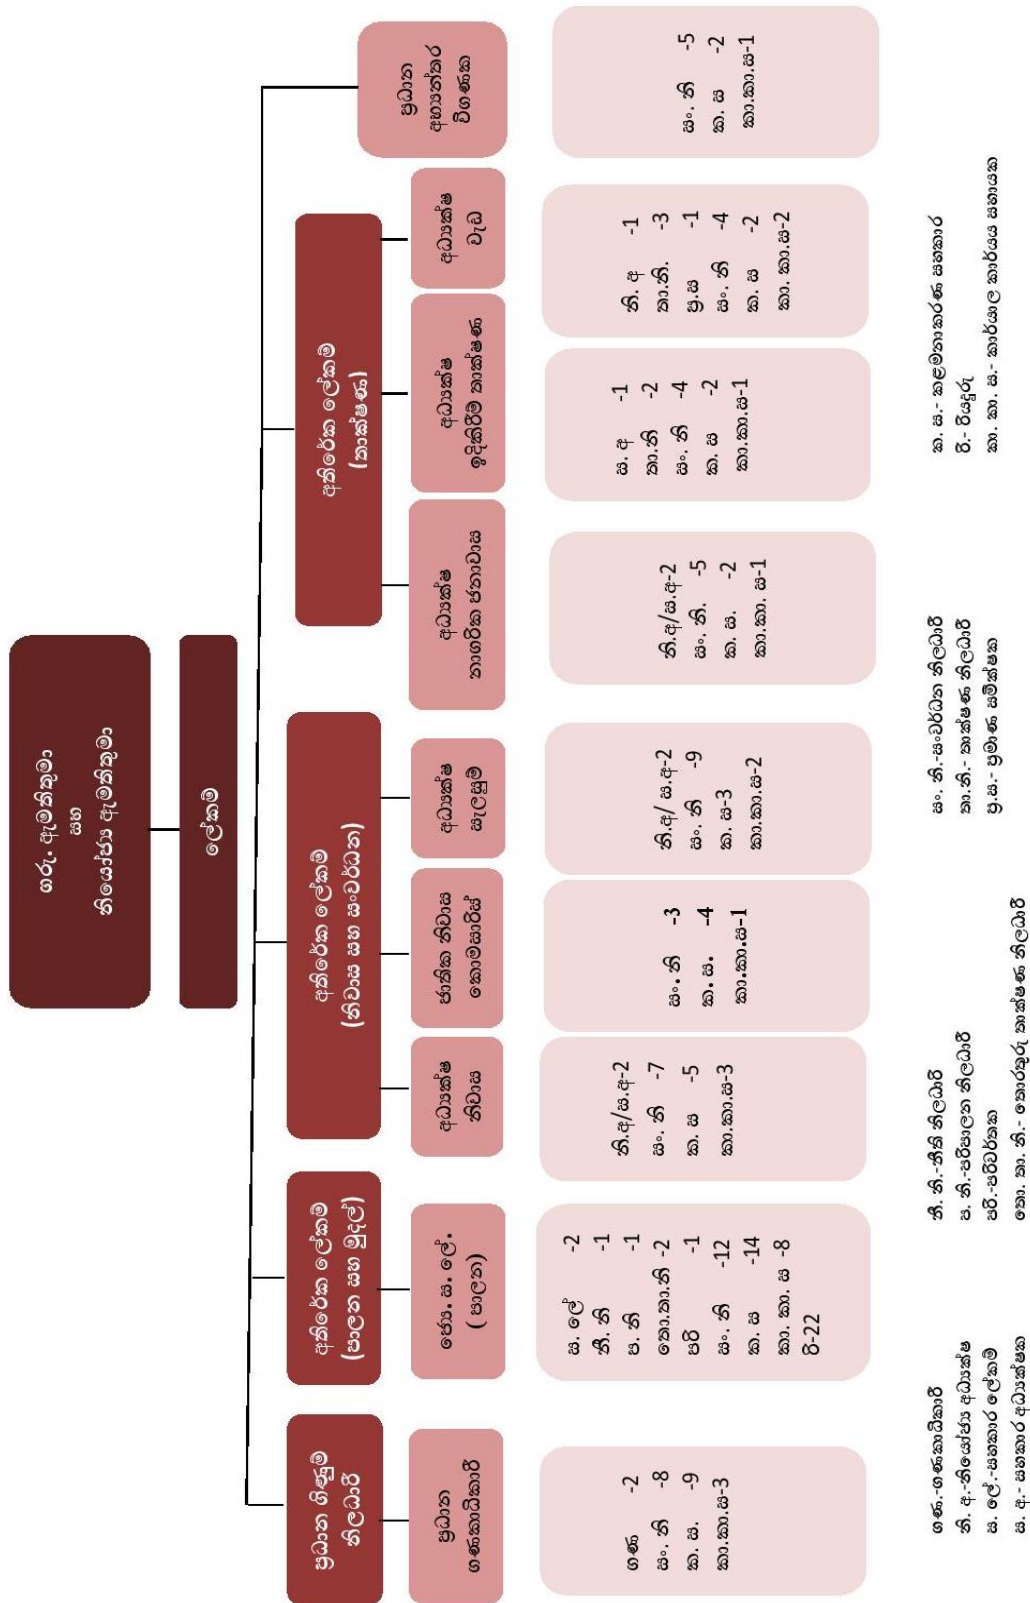 ගරු. ඇමතිතුමා
සහ
නියෝජ්‍ය ඇමතිතුමා
ලේකම්
ප්‍රධාන ගිණුම්
නිලධාරී
ප්‍රධාන
ගණකාධිකාරී
ගණ -2
සං. නි -8
ක. ස. -9
කා.කා.ස-3
අතිරේක ලේකම්
(පාලන සහ මුදල්)
ජ්‍යෙ. ස. ලේ.
( පාලන)
ස. ලේ -2
නී. නි -1
ප. නි -1
තො.තා.නි -2
පරි -1
සං. නි -12
ක. ස -14
කා. කා. ස -8
රි-22
අතිරේක ලේකම්
(නිවාස සහ සංවර්ධන)
අධ්‍යක්ෂ
නිවාස
නි.අ/ස.අ-2
සං. නි -7
ක. ස -5
කා.කා.ස-3
ජාතික නිවාස
කොමසාරිස්
සං. නි -3
ක. ස. -4
කා.කා.ස-1
අධ්‍යක්ෂ
සැලසුම්
නි.අ/ ස.අ-2
සං. නි -9
ක. ස-3
කා.කා.ස-2
අතිරේක ලේකම්
(තාක්ෂණ)
අධ්‍යක්ෂ
නාගරික ජනාවාස
නි.අ/ස.අ-2
සං. නි. -5
ක. ස. -2
කා.කා. ස-1
අධ්‍යක්ෂ
ඉදිකිරීම් තාක්ෂණ
ස. අ -1
තා.නි -2
සං. නි -4
ක. ස -2
කා.කා.ස-1
අධ්‍යක්ෂ
වැඩ
නි. අ -1
තා.නි. -3
ප්‍ර.ස -1
සං. නි -4
ක. ස -2
කා. කා.ස-2
ප්‍රධාන
අභ්‍යන්තර
විගණක
සං. නි -5
ක. ස -2
කා.කා.ස-1
ගණ.-ගණකාධිකාරී
නි. අ.-නියෝජ්‍ය අධ්‍යක්ෂ
ස. ලේ.-සහකාර ලේකම්
ස. අ.- සහකාර අධ්‍යක්ෂක
නී. නි.-නීති නිලධාරී
ප. නි.-පරිපාලන නිලධාරී
පරි.-පරිවර්තක
තො. තා. නි.- තොරතුරු තාක්ෂණ නිලධාරී
සං. නි.-සංවර්ධන නිලධාරී
තා.නි.- තාක්ෂණ නිලධාරී
ප්‍ර.ස.- ප්‍රමාණ සමීක්ෂක
ක. ස.- කළමනාකරණ සහකාර
රි.- රියදුරු
කා. කා. ස.- කාර්යාල කාර්යය සහායක